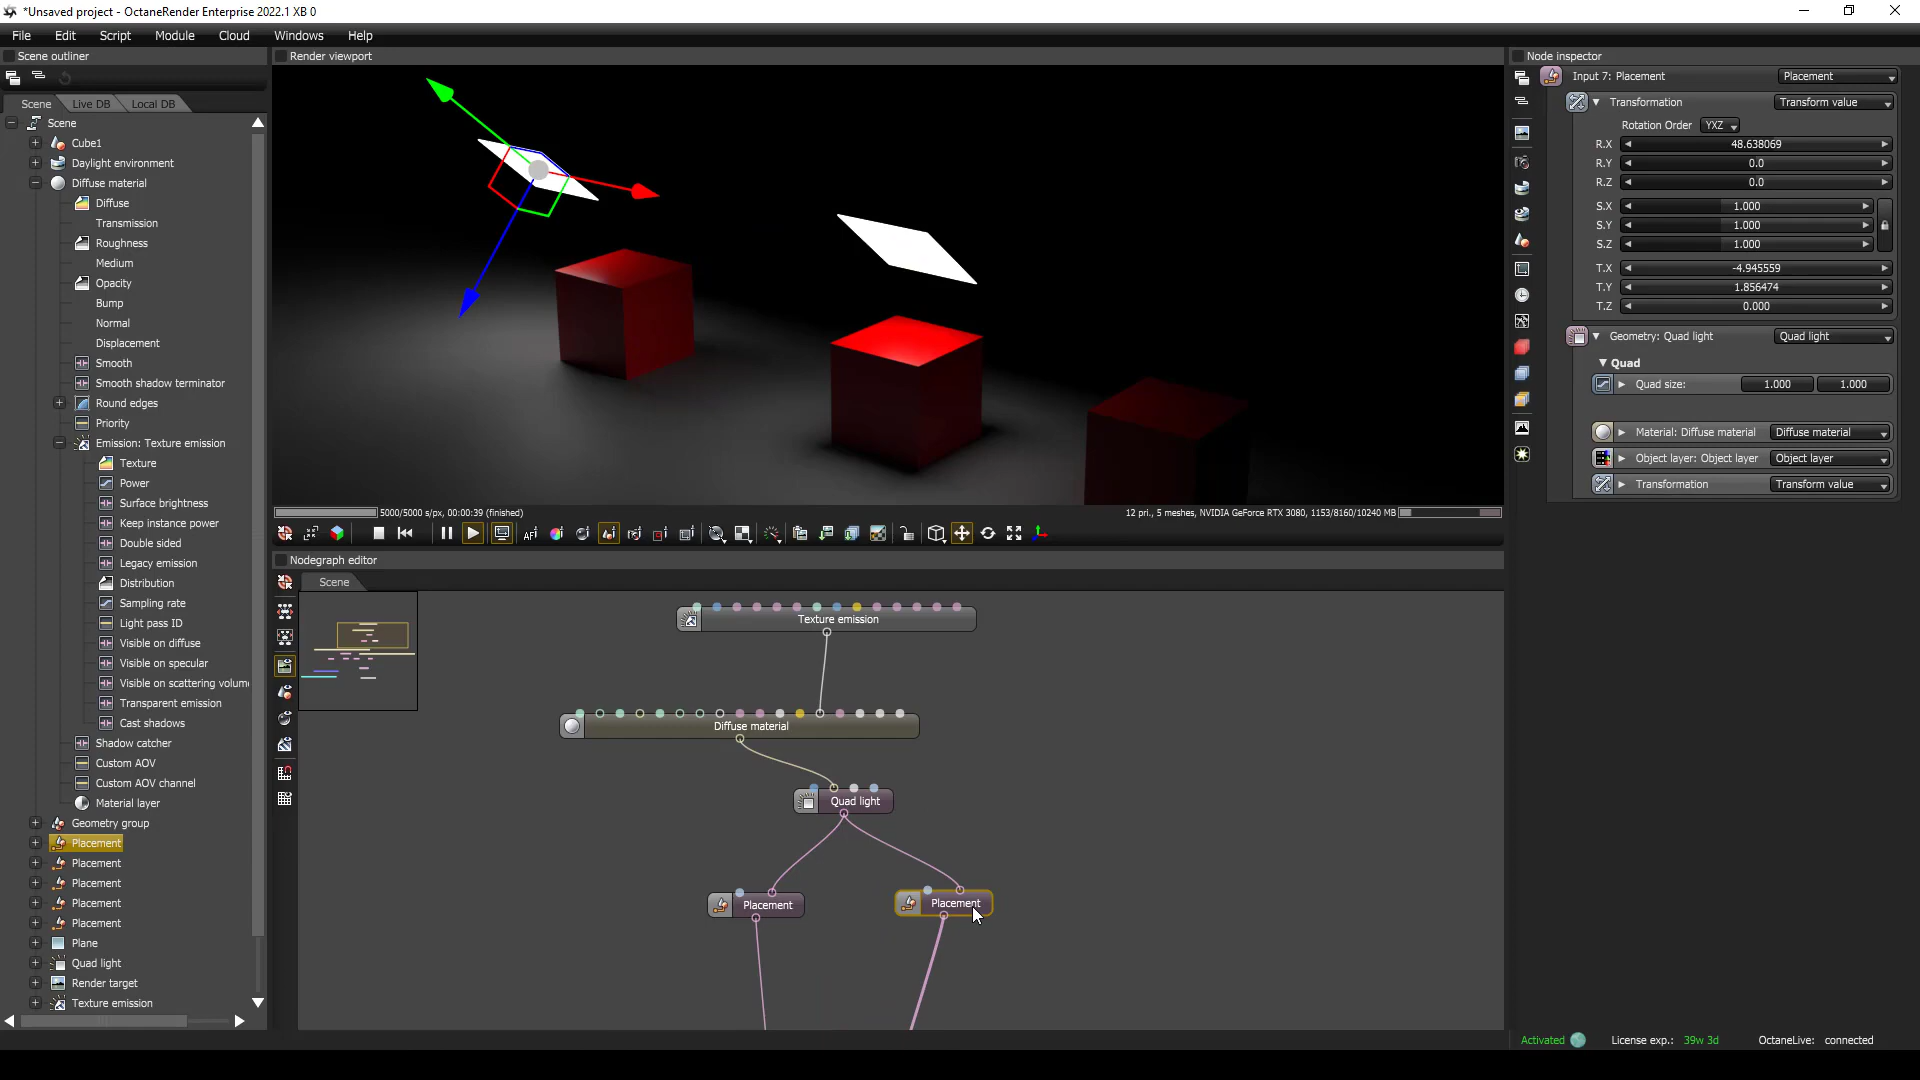 *Unsaved project - OctaneRender Enterprise 2022.1 XB 0
File Edit Script Module Cloud Windows Help
Scene outliner
Scene Live DB Local DB
Scene
Cube1
Daylight environment
Diffuse material
Diffuse
Transmission
Roughness
Medium
Opacity
Bump
Normal
Displacement
Smooth
Smooth shadow terminator
Round edges
Priority
Emission: Texture emission
Texture
Power
Surface brightness
Keep instance power
Double sided
Legacy emission
Distribution
Sampling rate
Light pass ID
Visible on diffuse
Visible on specular
Visible on scattering volum
Transparent emission
Cast shadows
Shadow catcher
Custom AOV
Custom AOV channel
Material layer
Geometry group
Placement
Placement
Placement
Placement
Placement
Plane
Quad light
Render target
Texture emission
Render viewport
5000/5000 s/px, 00:00:39 (finished)
12 pri., 5 meshes, NVIDIA GeForce RTX 3080, 1153/8160/10240 MB
AF
Nodegraph editor
Scene
Texture emission
Diffuse material
Quad light
Placement
Placement
Node inspector
Input 7: Placement Placement
Transformation Transform value
Rotation Order YXZ
R.X 48.638069
R.Y 0.0
R.Z 0.0
S.X 1.000
S.Y 1.000
S.Z 1.000
T.X -4.945559
T.Y 1.856474
T.Z 0.000
Geometry: Quad light Quad light
Quad
Quad size: 1.000 1.000
Material: Diffuse material Diffuse material
Object layer: Object layer Object layer
Transformation Transform value
Activated License exp.: 39w 3d OctaneLive: connected